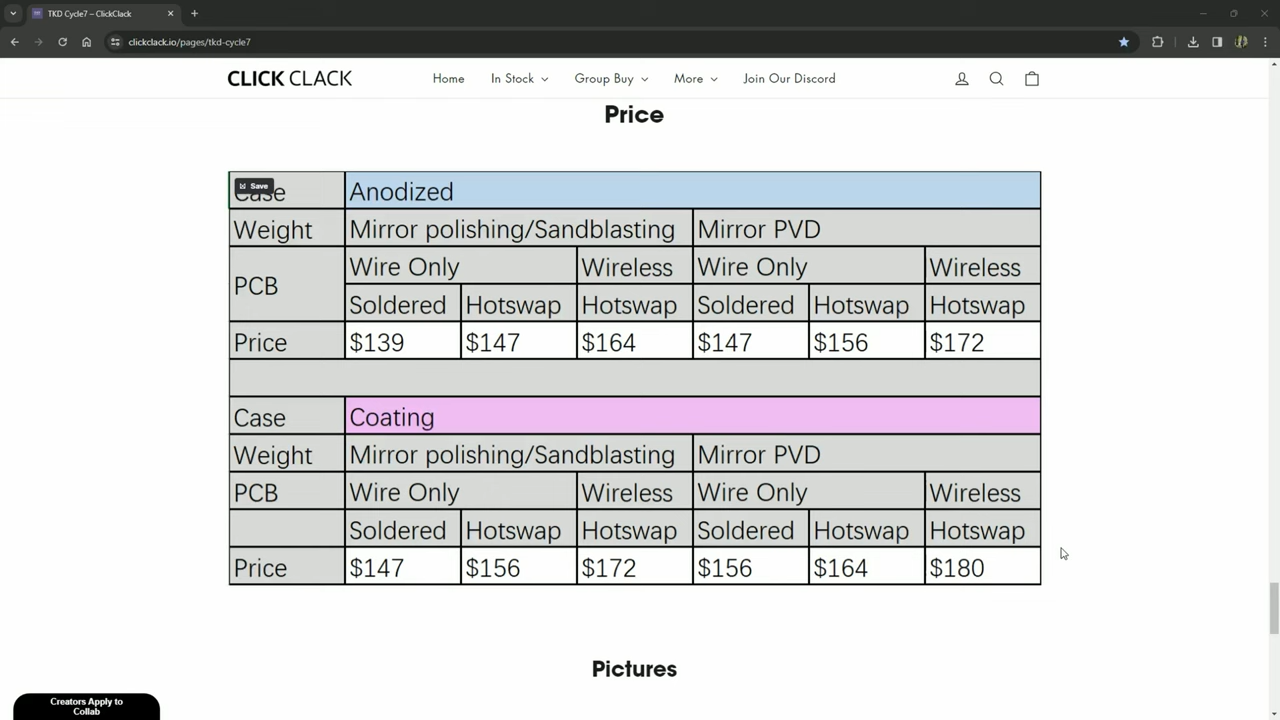 TKD Cycle7 – ClickClack
clickclack.io/pages/tkd-cycle7
CLICK CLACK
Home In Stock Group Buy More Join Our Discord
Price
Save
Case Anodized
Weight Mirror polishing/Sandblasting Mirror PVD
PCB Wire Only Wireless Wire Only Wireless
Soldered Hotswap Hotswap Soldered Hotswap Hotswap
Price $139 $147 $164 $147 $156 $172
Case Coating
Weight Mirror polishing/Sandblasting Mirror PVD
PCB Wire Only Wireless Wire Only Wireless
Soldered Hotswap Hotswap Soldered Hotswap Hotswap
Price $147 $156 $172 $156 $164 $180
Pictures
Creators Apply to
Collab